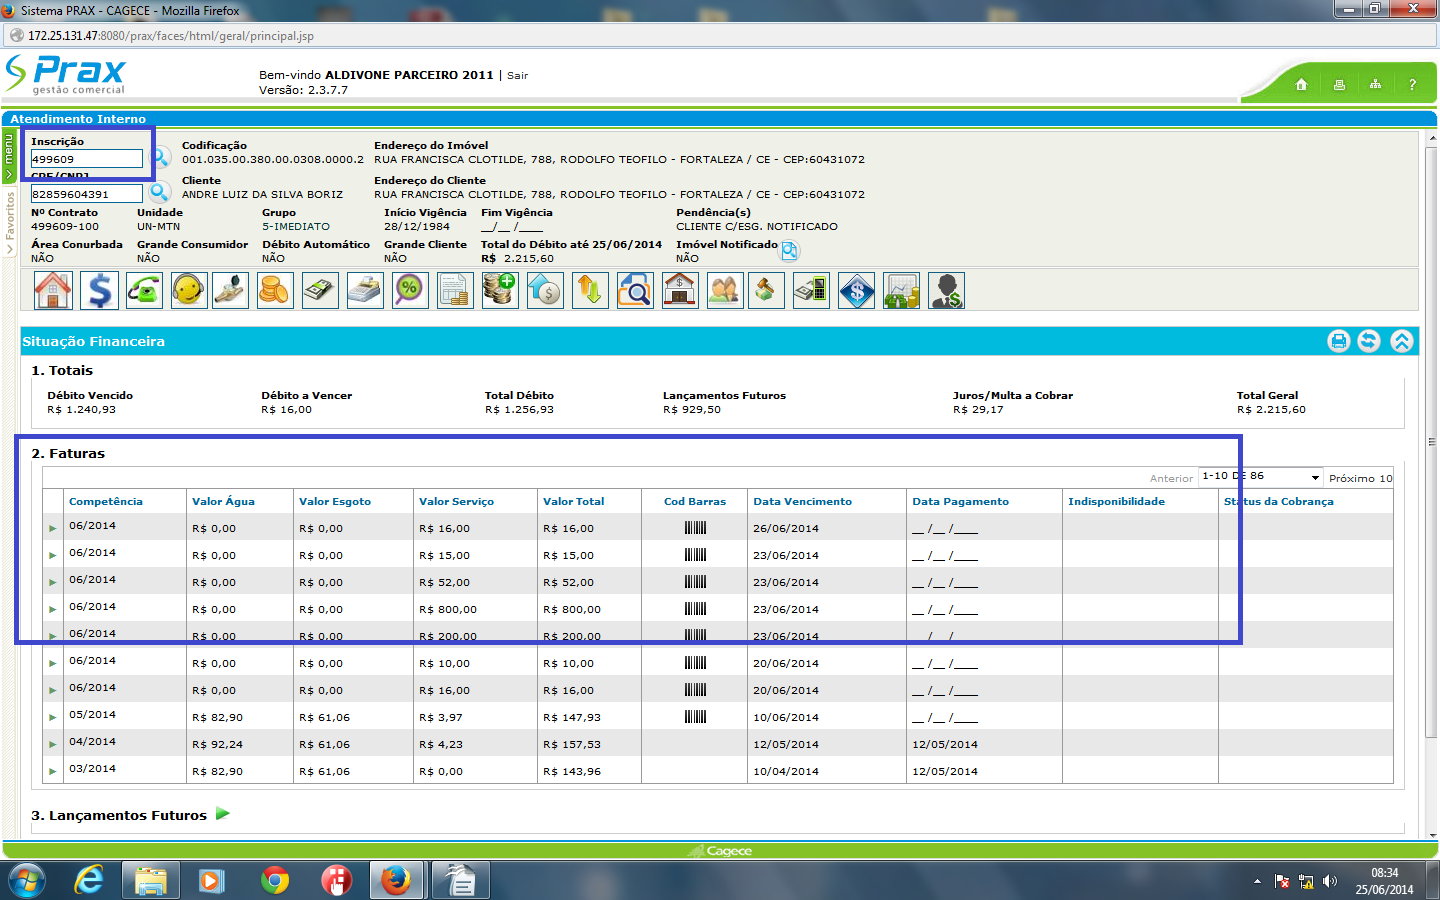 Sistema PRAX - CAGECE - Mozilla Firefox
172.25.131.47:8080/prax/faces/html/geral/principal.jsp
Prax
gestão comercial
Bem-vindo ALDIVONE PARCEIRO 2011 | Sair
Versão: 2.3.7.7
?
Atendimento Interno
menu
Favoritos
Inscrição Codificação Endereço do Imóvel
499609 001.035.00.380.00.0308.0000.2 RUA FRANCISCA CLOTILDE, 788, RODOLFO TEOFILO - FORTALEZA / CE - CEP:60431072
CPF/CNPJ Cliente Endereço do Cliente
82859604391 ANDRE LUIZ DA SILVA BORIZ RUA FRANCISCA CLOTILDE, 788, RODOLFO TEOFILO - FORTALEZA / CE - CEP:60431072
Nº Contrato Unidade Grupo Início Vigência Fim Vigência Pendência(s)
499609-100 UN-MTN 5-IMEDIATO 28/12/1984 __/__ /____ CLIENTE C/ESG. NOTIFICADO
Área Conurbada Grande Consumidor Débito Automático Grande Cliente Total do Débito até 25/06/2014 Imóvel Notificado
NÃO NÃO NÃO NÃO R$ 2.215,60 NÃO
Situação Financeira
1. Totais
Débito Vencido Débito a Vencer Total Débito Lançamentos Futuros Juros/Multa a Cobrar Total Geral
R$ 1.240,93 R$ 16,00 R$ 1.256,93 R$ 929,50 R$ 29,17 R$ 2.215,60
2. Faturas
Anterior 1-10 DE 86 Próximo 10
Competência Valor Água Valor Esgoto Valor Serviço Valor Total Cod Barras Data Vencimento Data Pagamento Indisponibilidade Status da Cobrança
06/2014 R$ 0,00 R$ 0,00 R$ 16,00 R$ 16,00 26/06/2014 __ /__ /____
06/2014 R$ 0,00 R$ 0,00 R$ 15,00 R$ 15,00 23/06/2014 __ /__ /____
06/2014 R$ 0,00 R$ 0,00 R$ 52,00 R$ 52,00 23/06/2014 __ /__ /____
06/2014 R$ 0,00 R$ 0,00 R$ 800,00 R$ 800,00 23/06/2014 __ /__ /____
06/2014 R$ 0,00 R$ 0,00 R$ 200,00 R$ 200,00 23/06/2014 __ /__ /____
06/2014 R$ 0,00 R$ 0,00 R$ 10,00 R$ 10,00 20/06/2014 __ /__ /____
06/2014 R$ 0,00 R$ 0,00 R$ 16,00 R$ 16,00 20/06/2014 __ /__ /____
05/2014 R$ 82,90 R$ 61,06 R$ 3,97 R$ 147,93 10/06/2014 __ /__ /____
04/2014 R$ 92,24 R$ 61,06 R$ 4,23 R$ 157,53 12/05/2014 12/05/2014
03/2014 R$ 82,90 R$ 61,06 R$ 0,00 R$ 143,96 10/04/2014 12/05/2014
3. Lançamentos Futuros
Cagece
08:34
25/06/2014